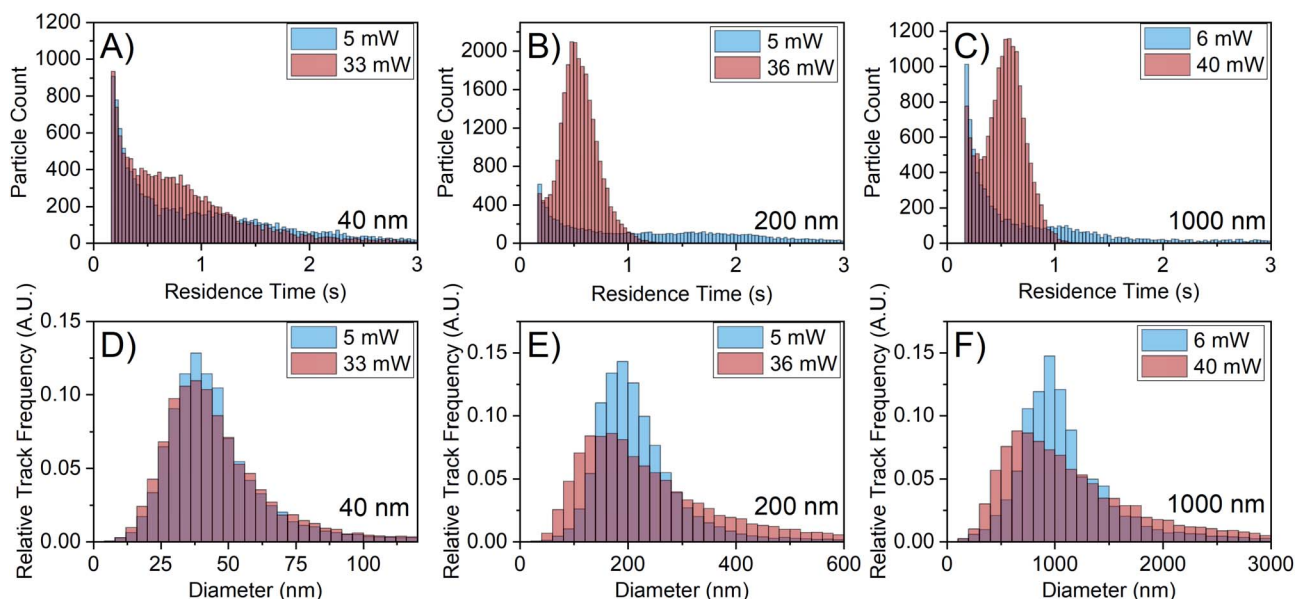 A)
5 mW
33 mW
40 nm
Particle Count
0
200
400
600
800
1000
1200
0
1
2
3
Residence Time (s)
B)
5 mW
36 mW
200 nm
Particle Count
0
400
800
1200
1600
2000
0
1
2
3
Residence Time (s)
C)
6 mW
40 mW
1000 nm
Particle Count
0
200
400
600
800
1000
1200
0
1
2
3
Residence Time (s)
D)
5 mW
33 mW
40 nm
Relative Track Frequency (A.U.)
0.00
0.05
0.10
0.15
0
25
50
75
100
Diameter (nm)
E)
5 mW
36 mW
200 nm
Relative Track Frequency (A.U.)
0.00
0.05
0.10
0.15
0
200
400
600
Diameter (nm)
F)
6 mW
40 mW
1000 nm
Relative Track Frequency (A.U.)
0.00
0.05
0.10
0.15
0
1000
2000
3000
Diameter (nm)